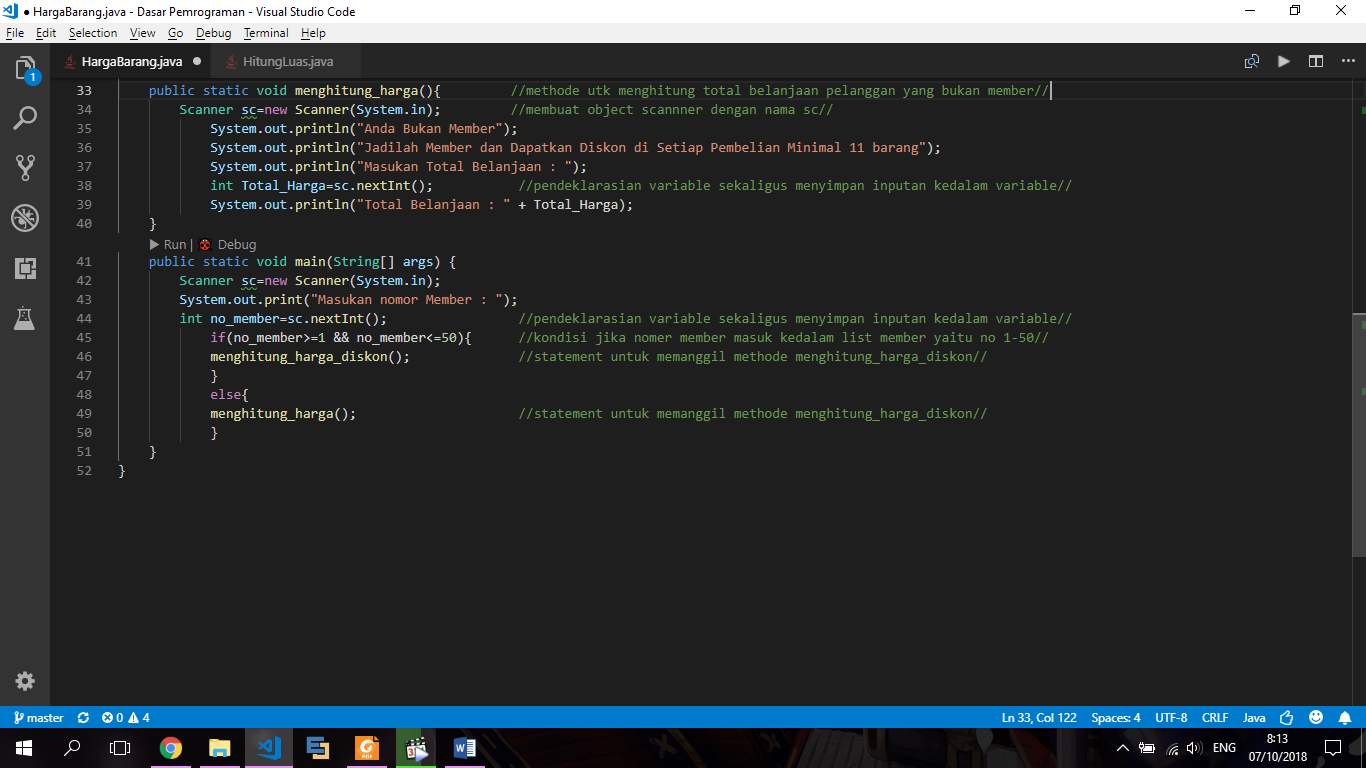 ● HargaBarang.java - Dasar Pemrograman - Visual Studio Code
File Edit Selection View Go Debug Terminal Help
HargaBarang.java ● HitungLuas.java
1
33 public static void menghitung_harga(){ //methode utk menghitung total belanjaan pelanggan yang bukan member//
34 Scanner sc=new Scanner(System.in); //membuat object scannner dengan nama sc//
35 System.out.println("Anda Bukan Member");
36 System.out.println("Jadilah Member dan Dapatkan Diskon di Setiap Pembelian Minimal 11 barang");
37 System.out.println("Masukan Total Belanjaan : ");
38 int Total_Harga=sc.nextInt(); //pendeklarasian variable sekaligus menyimpan inputan kedalam variable//
39 System.out.println("Total Belanjaan : " + Total_Harga);
40 }
Run | Debug
41 public static void main(String[] args) {
42 Scanner sc=new Scanner(System.in);
43 System.out.print("Masukan nomor Member : ");
44 int no_member=sc.nextInt(); //pendeklarasian variable sekaligus menyimpan inputan kedalam variable//
45 if(no_member>=1 && no_member<=50){ //kondisi jika nomer member masuk kedalam list member yaitu no 1-50//
46 menghitung_harga_diskon(); //statement untuk memanggil methode menghitung_harga_diskon//
47 }
48 else{
49 menghitung_harga(); //statement untuk memanggil methode menghitung_harga_diskon//
50 }
51 }
52 }
master 0 4 Ln 33, Col 122 Spaces: 4 UTF-8 CRLF Java
ENG 8:13
07/10/2018